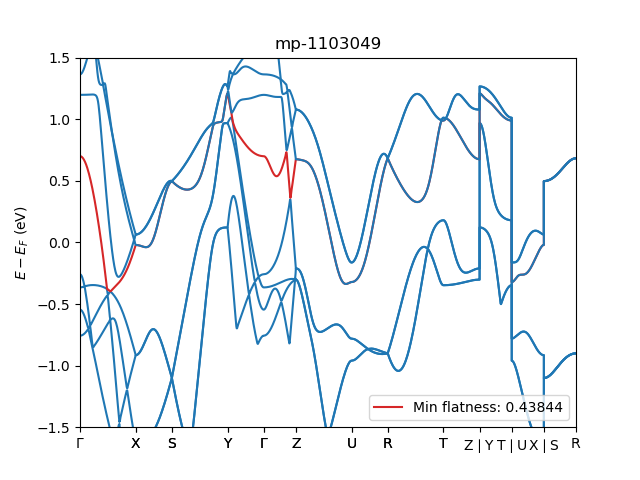 mp-1103049
E − E_F (eV)
1.5
1.0
0.5
0.0
−0.5
−1.0
−1.5
Min flatness: 0.43844
Γ X S Y Γ Z U R T Z|Y T|U X|S R